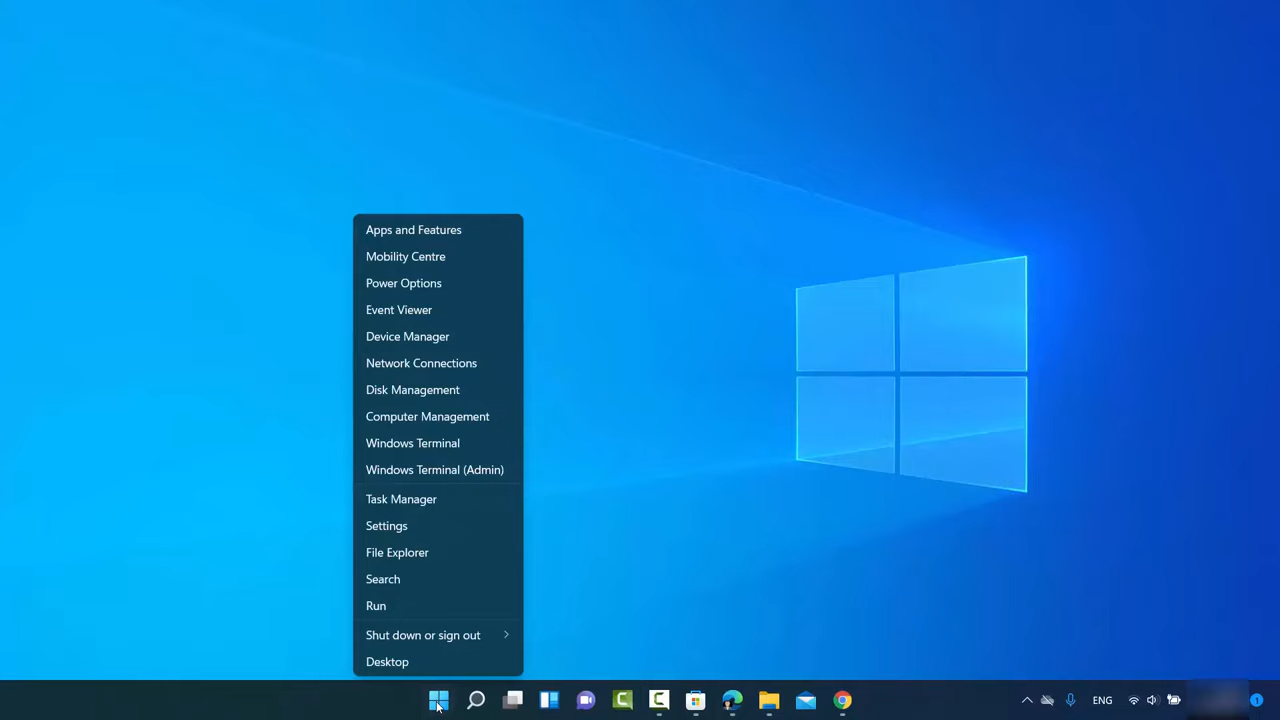 Apps and Features
Mobility Centre
Power Options
Event Viewer
Device Manager
Network Connections
Disk Management
Computer Management
Windows Terminal
Windows Terminal (Admin)
Task Manager
Settings
File Explorer
Search
Run
Shut down or sign out
Desktop
ENG
1